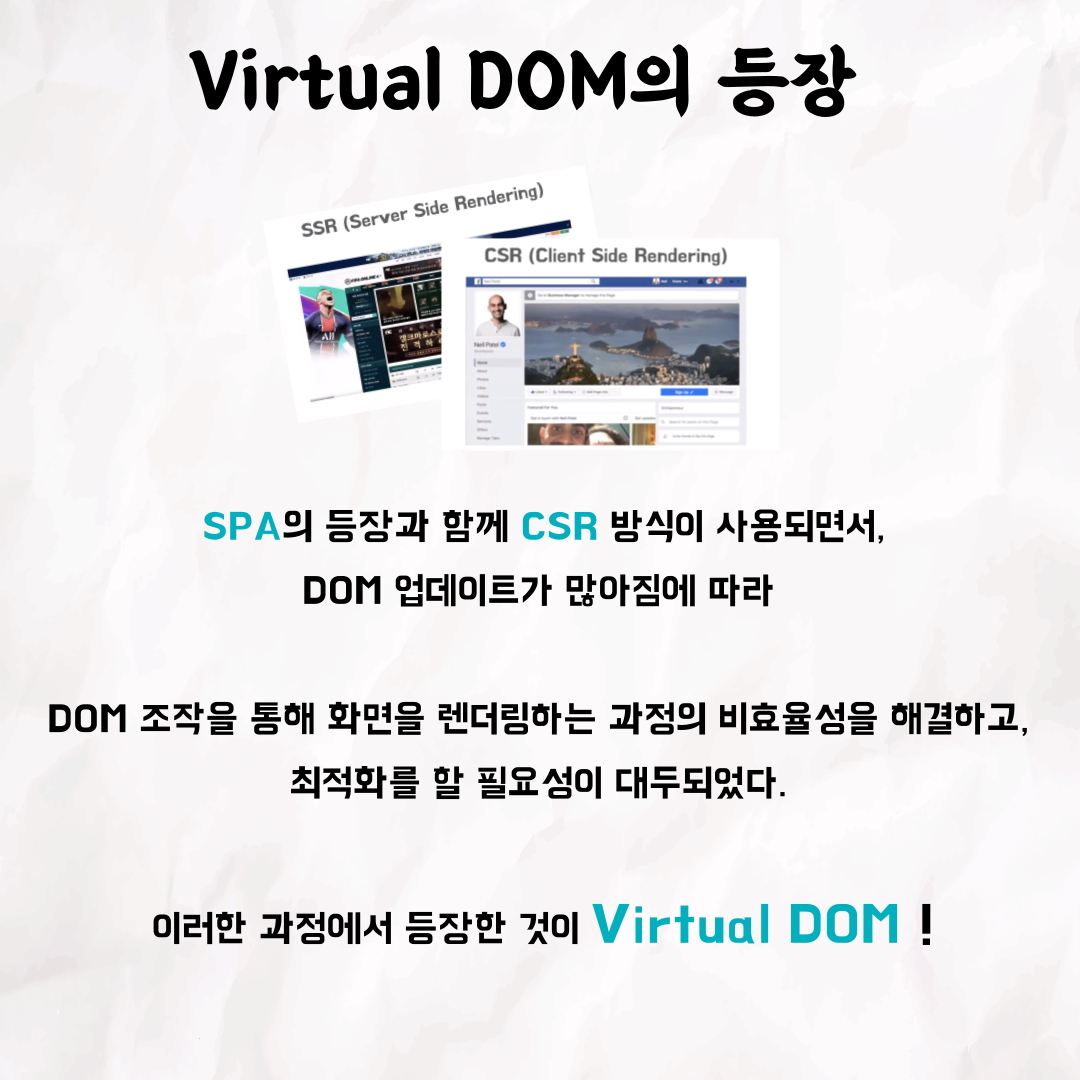 Virtual DOM의 등장
SSR (Server Side Rendering)
CSR (Client Side Rendering)
Neil Patel
Home
SPA의 등장과 함께 CSR 방식이 사용되면서,
DOM 업데이트가 많아짐에 따라
DOM 조작을 통해 화면을 렌더링하는 과정의 비효율성을 해결하고,
최적화를 할 필요성이 대두되었다.
이러한 과정에서 등장한 것이 Virtual DOM !